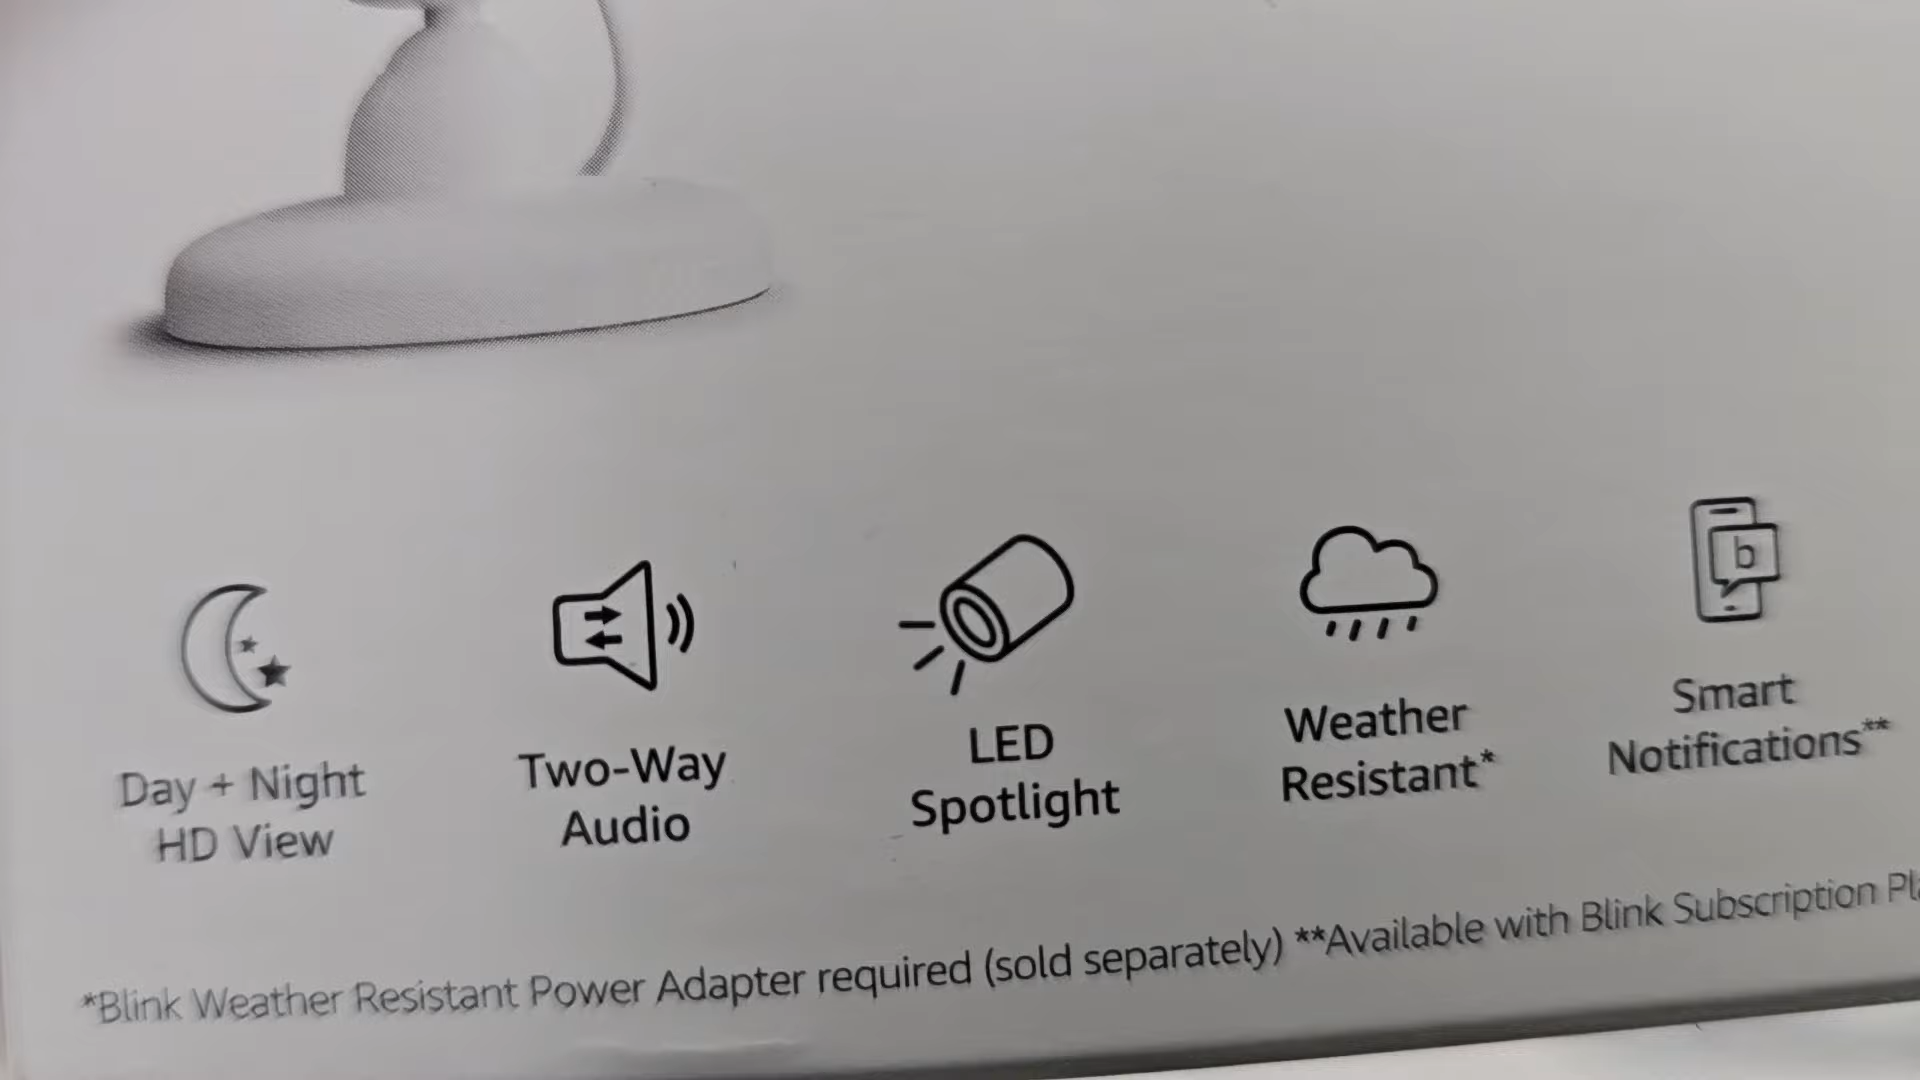 b
Day + Night
HD View
Two-Way
Audio
LED
Spotlight
Weather
Resistant*
Smart
Notifications**
*Blink Weather Resistant Power Adapter required (sold separately) **Available with Blink Subscription